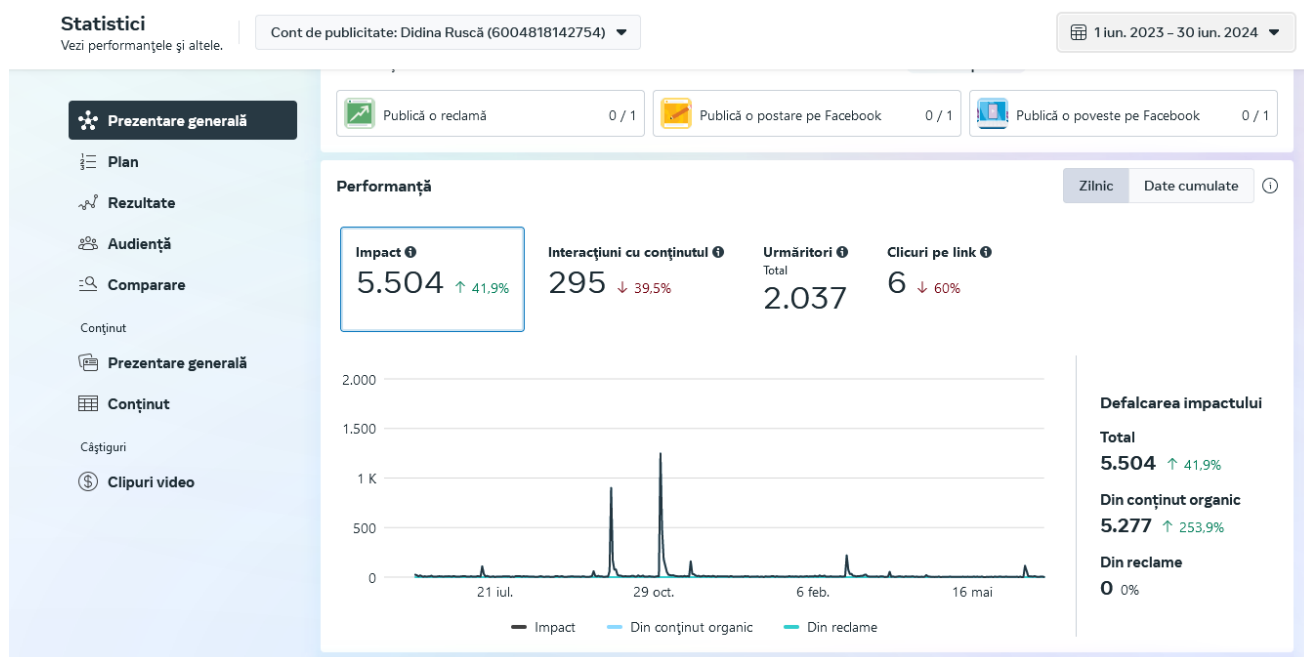 Statistici
Vezi performanțele și altele.
Cont de publicitate: Didina Ruscă (6004818142754)
1 iun. 2023 – 30 iun. 2024
Prezentare generală
Plan
Rezultate
Audiență
Comparare
Conținut
Prezentare generală
Conținut
Câștiguri
Clipuri video
Publică o reclamă 0 / 1
Publică o postare pe Facebook 0 / 1
Publică o poveste pe Facebook 0 / 1
Performanță
Zilnic
Date cumulate
Impact
5.504 ↑ 41,9%
Interacțiuni cu conținutul
295 ↓ 39,5%
Urmăritori
Total
2.037
Clicuri pe link
6 ↓ 60%
2.000
1.500
1 K
500
0
21 iul. 29 oct. 6 feb. 16 mai
Impact Din conținut organic Din reclame
Defalcarea impactului
Total
5.504 ↑ 41,9%
Din conținut organic
5.277 ↑ 253,9%
Din reclame
0 0%